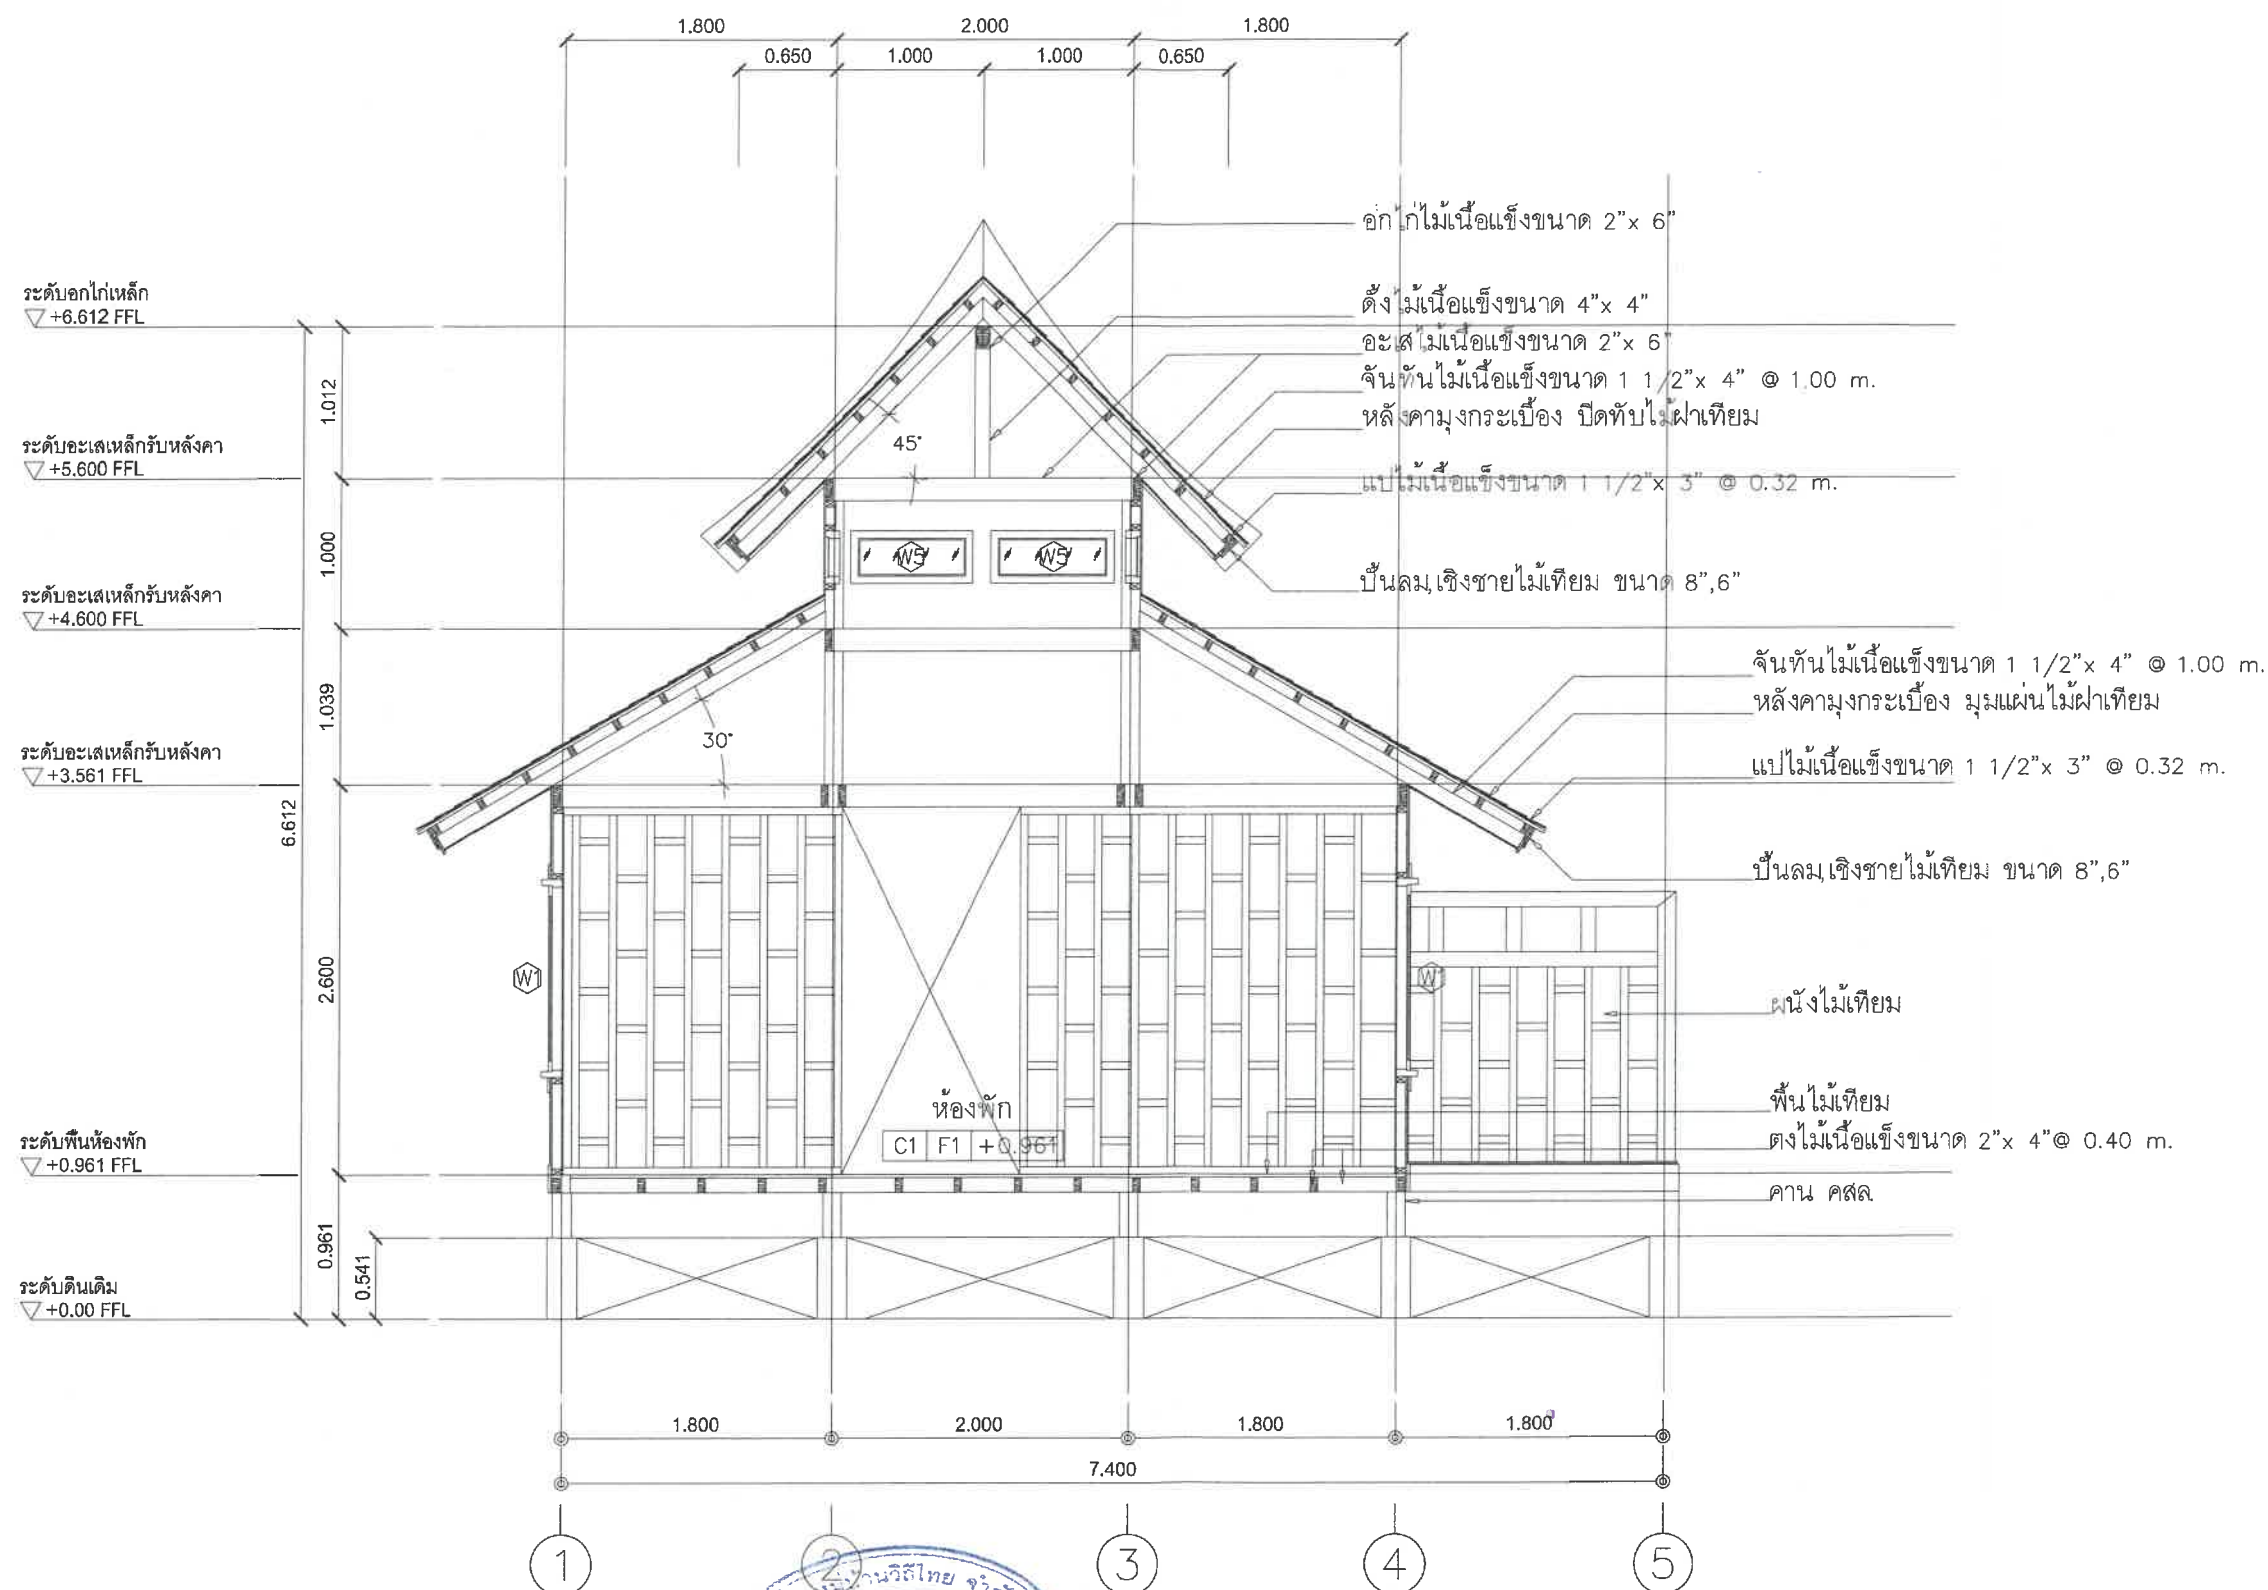 1.800 2.000 1.800
0.650 1.000 1.000 0.650
อกไก่ไม้เนื้อแข็งขนาด 2"x 6"
ระดับอกไก่เหล็ก
+6.612 FFL
ดั้งไม้เนื้อแข็งขนาด 4"x 4"
อะเสไม้เนื้อแข็งขนาด 2"x 6"
จันทันไม้เนื้อแข็งขนาด 1 1/2"x 4" @ 1.00 m.
หลังคามุงกระเบื้อง ปิดทับไม้ฝาเทียม
1.012
45°
ระดับอะเสเหล็กรับหลังคา
+5.600 FFL
แปไม้เนื้อแข็งขนาด 1 1/2"x 3" @ 0.32 m.
1.000
W5 W5
ปั้นลม,เชิงชายไม้เทียม ขนาด 8",6"
ระดับอะเสเหล็กรับหลังคา
+4.600 FFL
จันทันไม้เนื้อแข็งขนาด 1 1/2"x 4" @ 1.00 m.
หลังคามุงกระเบื้อง มุมแผ่นไม้ฝาเทียม
1.039
30°
ระดับอะเสเหล็กรับหลังคา
+3.561 FFL
แปไม้เนื้อแข็งขนาด 1 1/2"x 3" @ 0.32 m.
6.612
ปั้นลม,เชิงชายไม้เทียม ขนาด 8",6"
2.600
W1
W1
ผนังไม้เทียม
ห้องพัก
C1 F1 +0.961
พื้นไม้เทียม
ตงไม้เนื้อแข็งขนาด 2"x 4"@ 0.40 m.
ระดับพื้นห้องพัก
+0.961 FFL
คาน คสล.
0.961
0.541
ระดับดินเดิม
+0.00 FFL
1.800 2.000 1.800 1.800
7.400
1 2 3 4 5
บ้านวิถีไทย